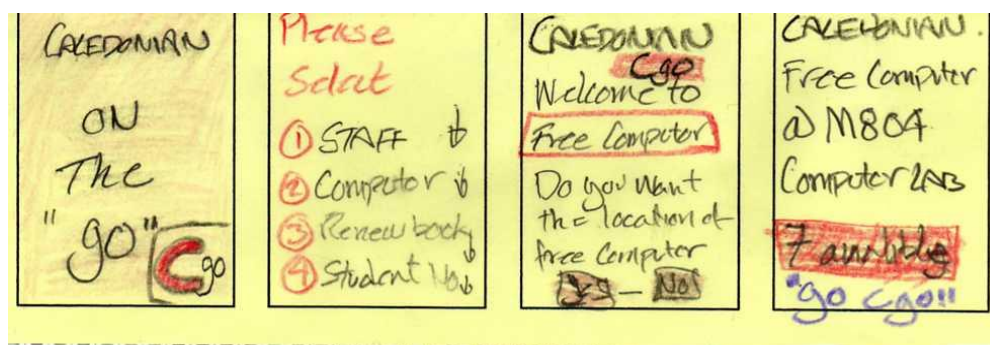 CALEDONIAN
ON
The
"go"
Cgo
Please
Select
1 STAFF
2 Computer
3 Renew book
4 Student No
CALEDONIAN
Cgo
Welcome to
Free Computer
Do you want
the location of
free Computer
Yes – No!
CALEDONIAN.
Free Computer
@ M804
Computer LAB
7 availible
"go Cgo!!